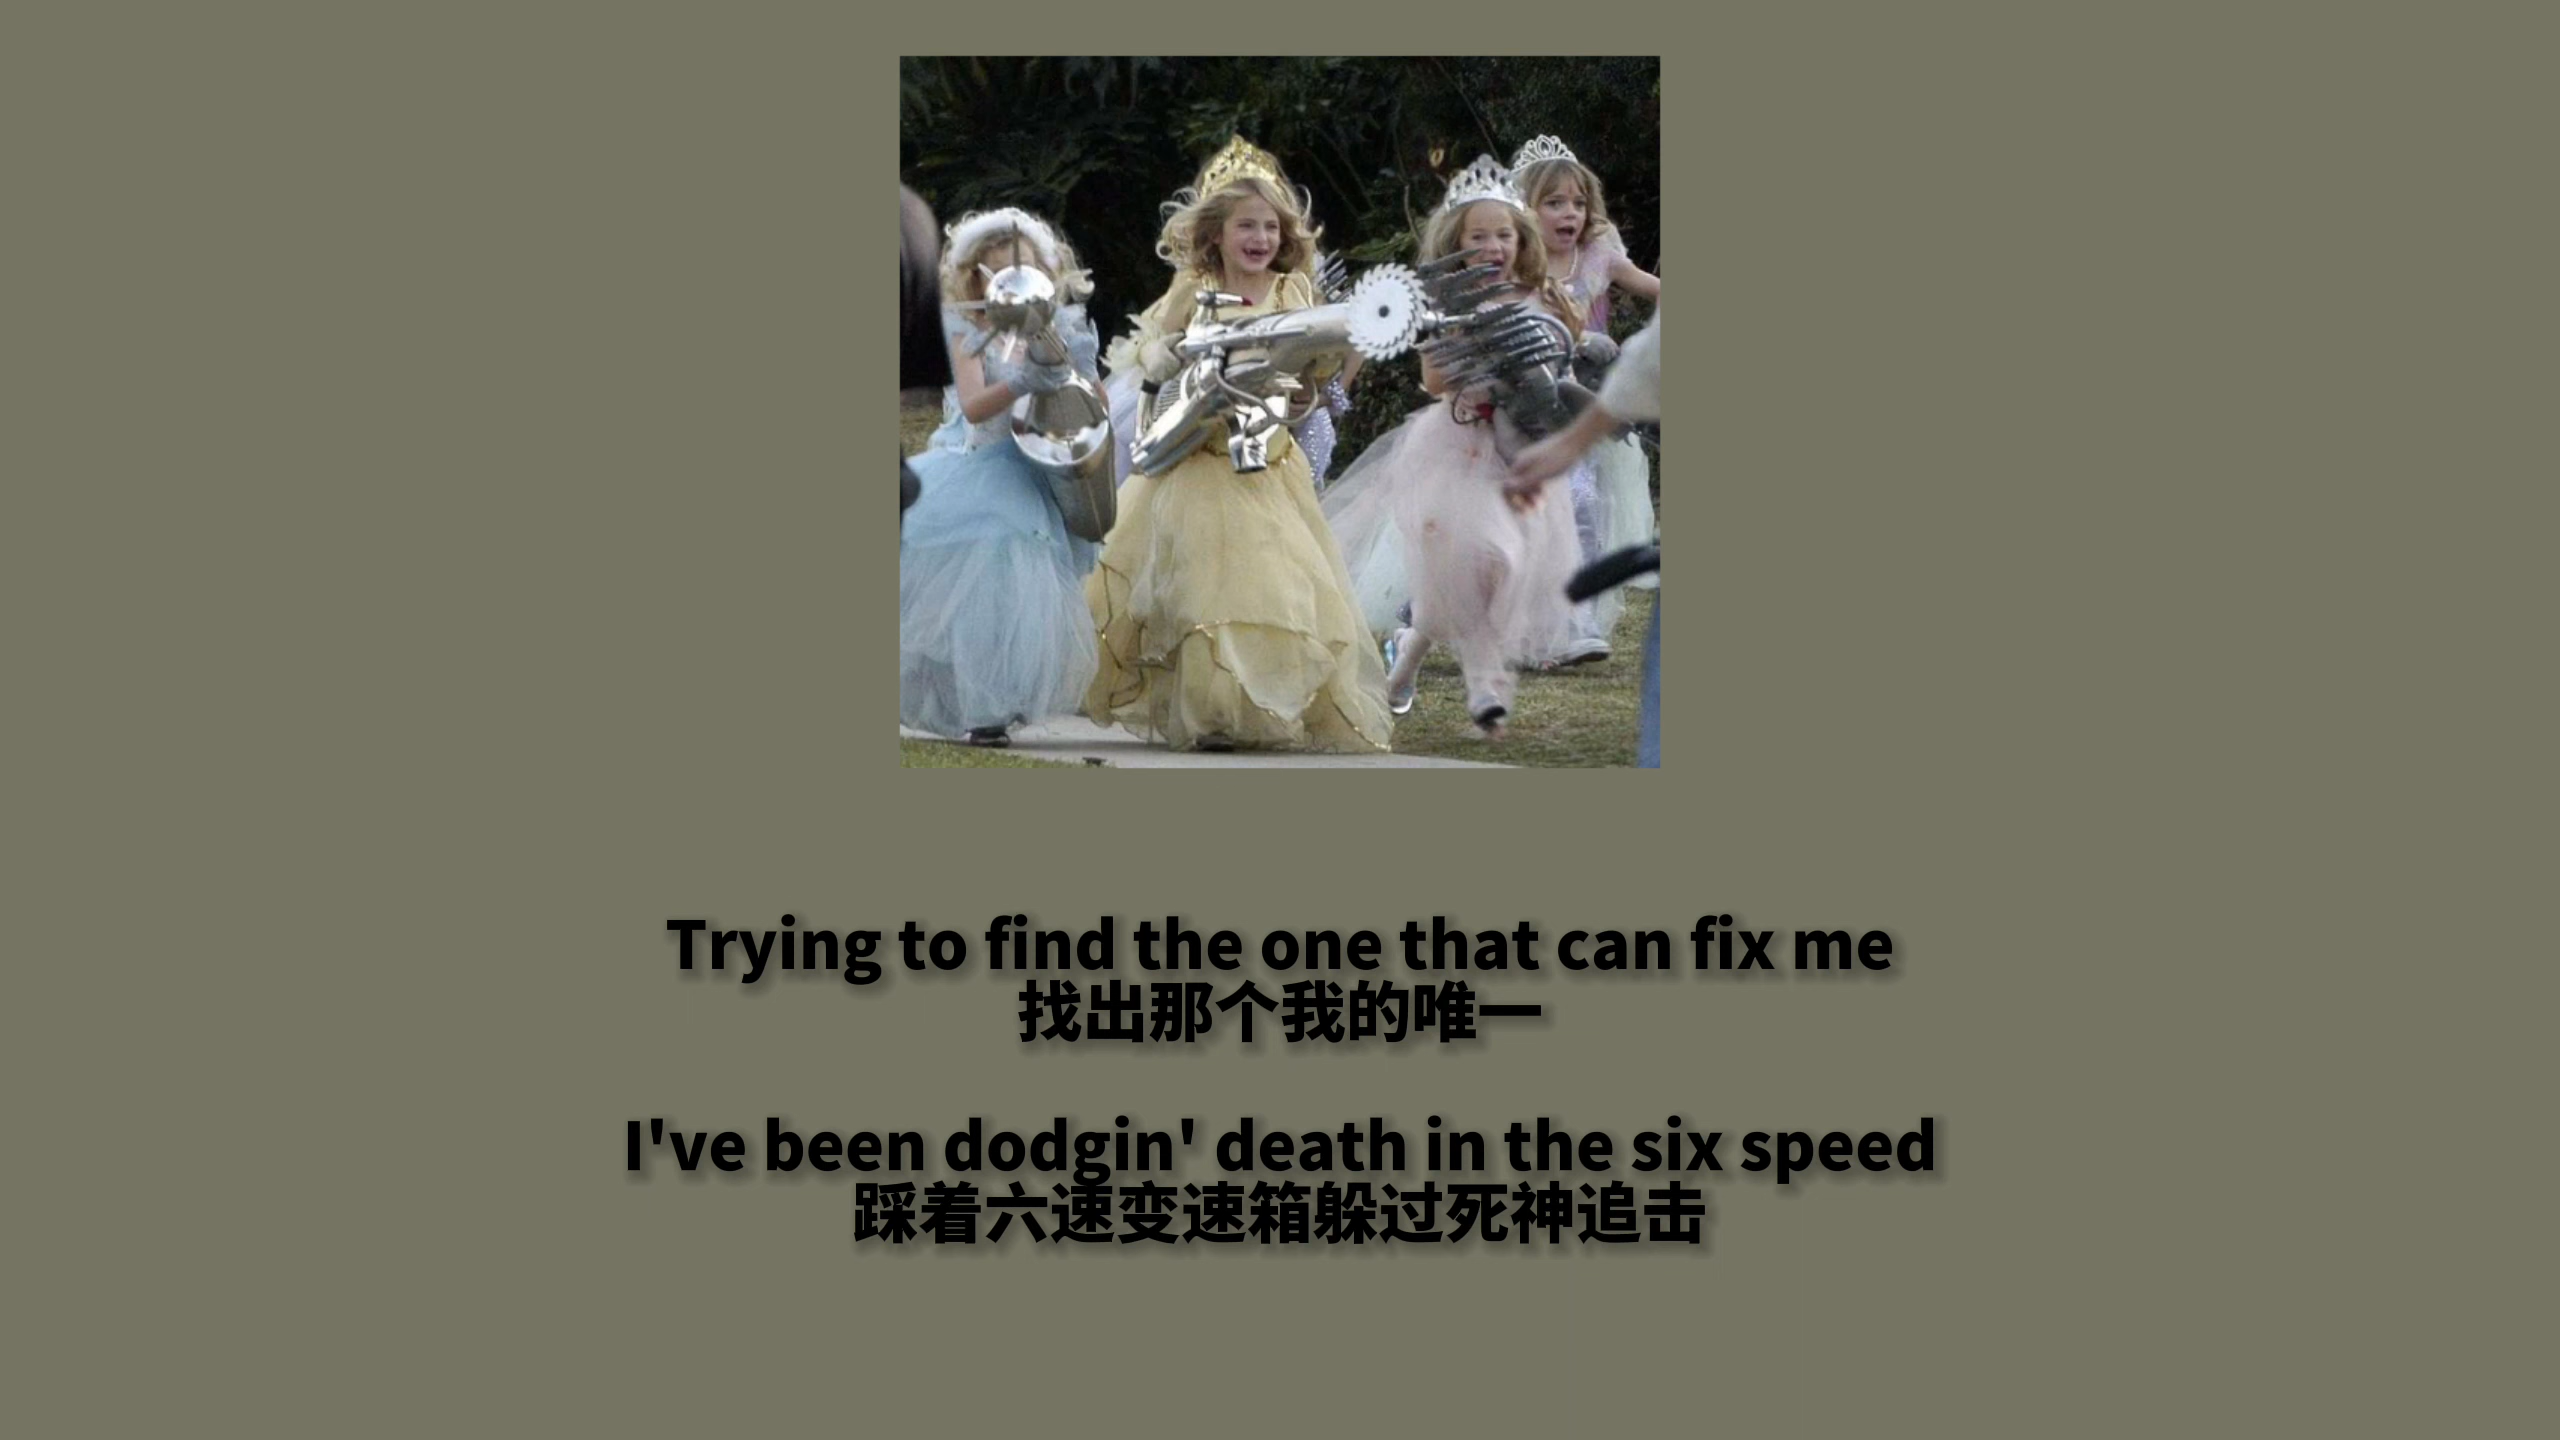 Trying to find the one that can fix me
找出那个我的唯一
I've been dodgin' death in the six speed
踩着六速变速箱躲过死神追击